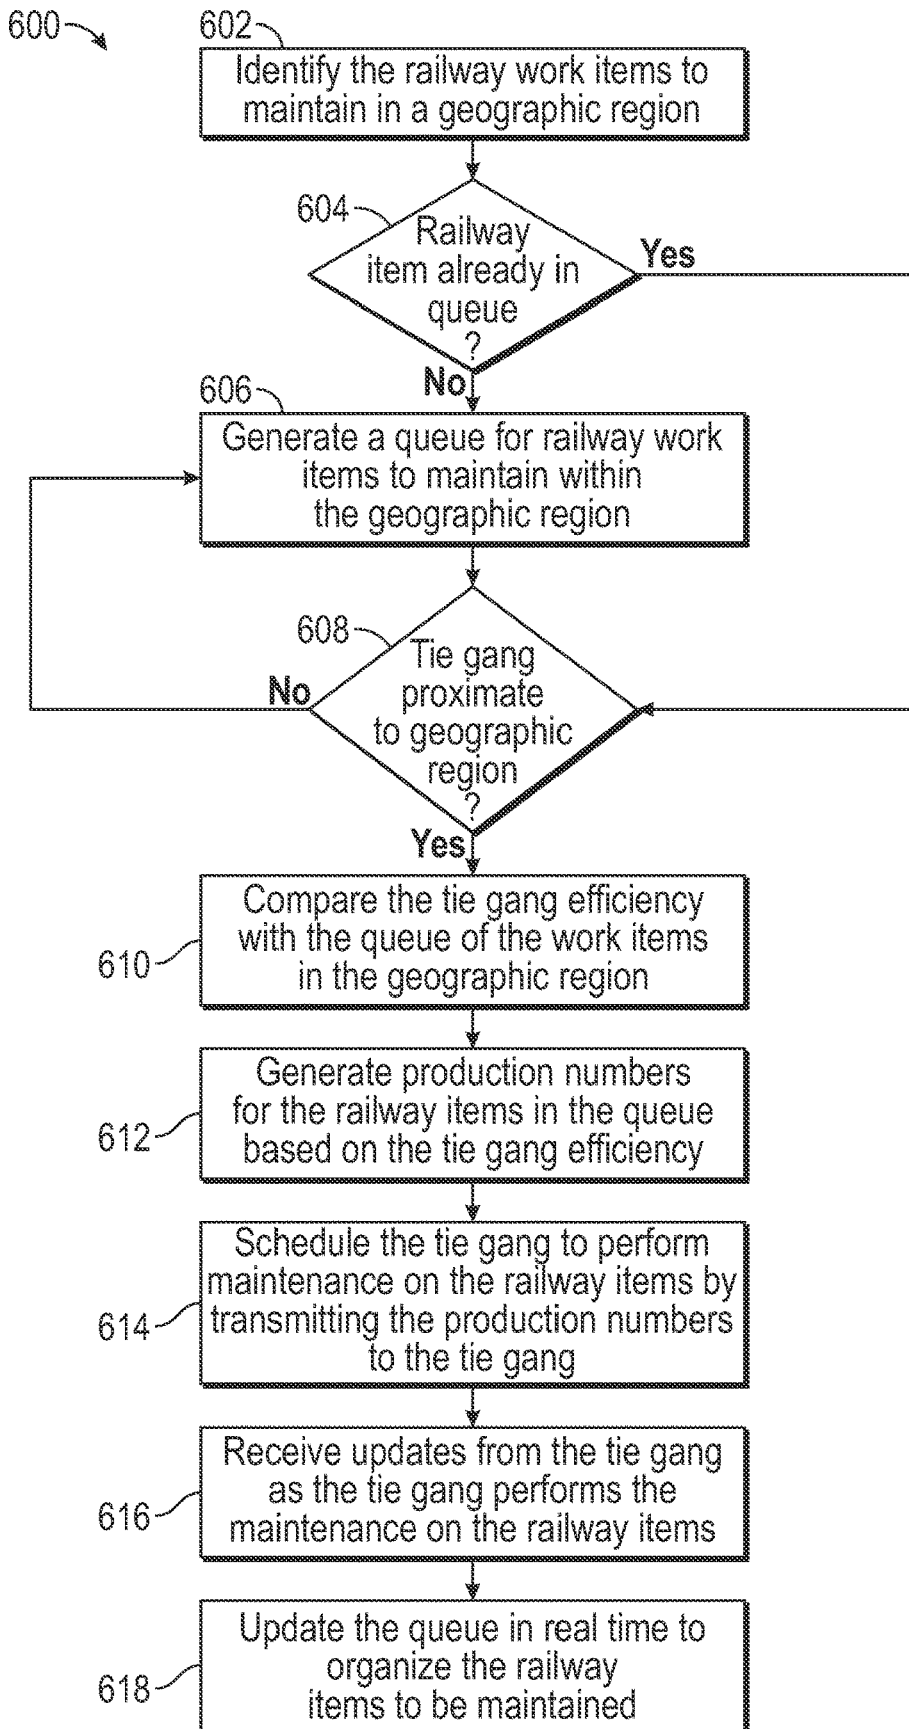 600
602
Identify the railway work items to
maintain in a geographic region
604
Railway
item already in
queue
?
Yes
No
606
Generate a queue for railway work
items to maintain within
the geographic region
608
Tie gang
proximate
to geographic
region
?
No
Yes
610
Compare the tie gang efficiency
with the queue of the work items
in the geographic region
612
Generate production numbers
for the railway items in the queue
based on the tie gang efficiency
614
Schedule the tie gang to perform
maintenance on the railway items by
transmitting the production numbers
to the tie gang
616
Receive updates from the tie gang
as the tie gang performs the
maintenance on the railway items
618
Update the queue in real time to
organize the railway
items to be maintained